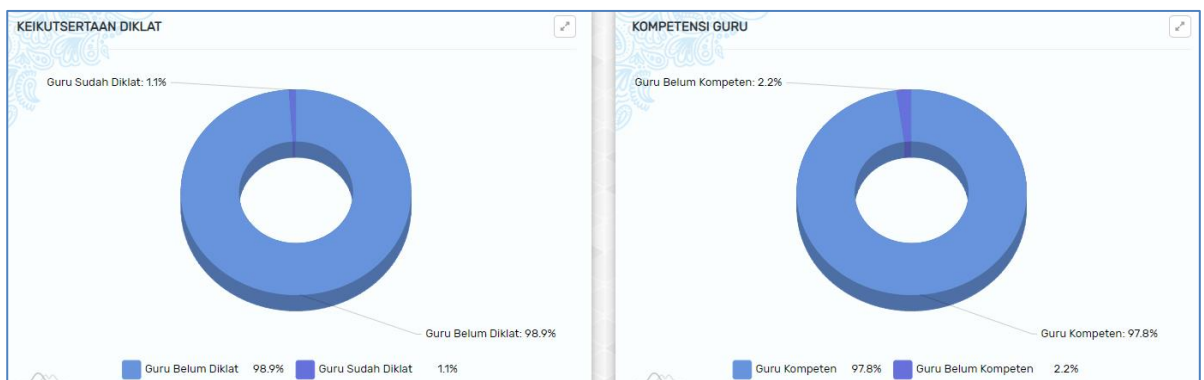 KEIKUTSERTAAN DIKLAT
Guru Sudah Diklat: 1.1%
Guru Belum Diklat: 98.9%
Guru Belum Diklat 98.9% Guru Sudah Diklat 1.1%
KOMPETENSI GURU
Guru Belum Kompeten: 2.2%
Guru Kompeten: 97.8%
Guru Kompeten 97.8% Guru Belum Kompeten 2.2%